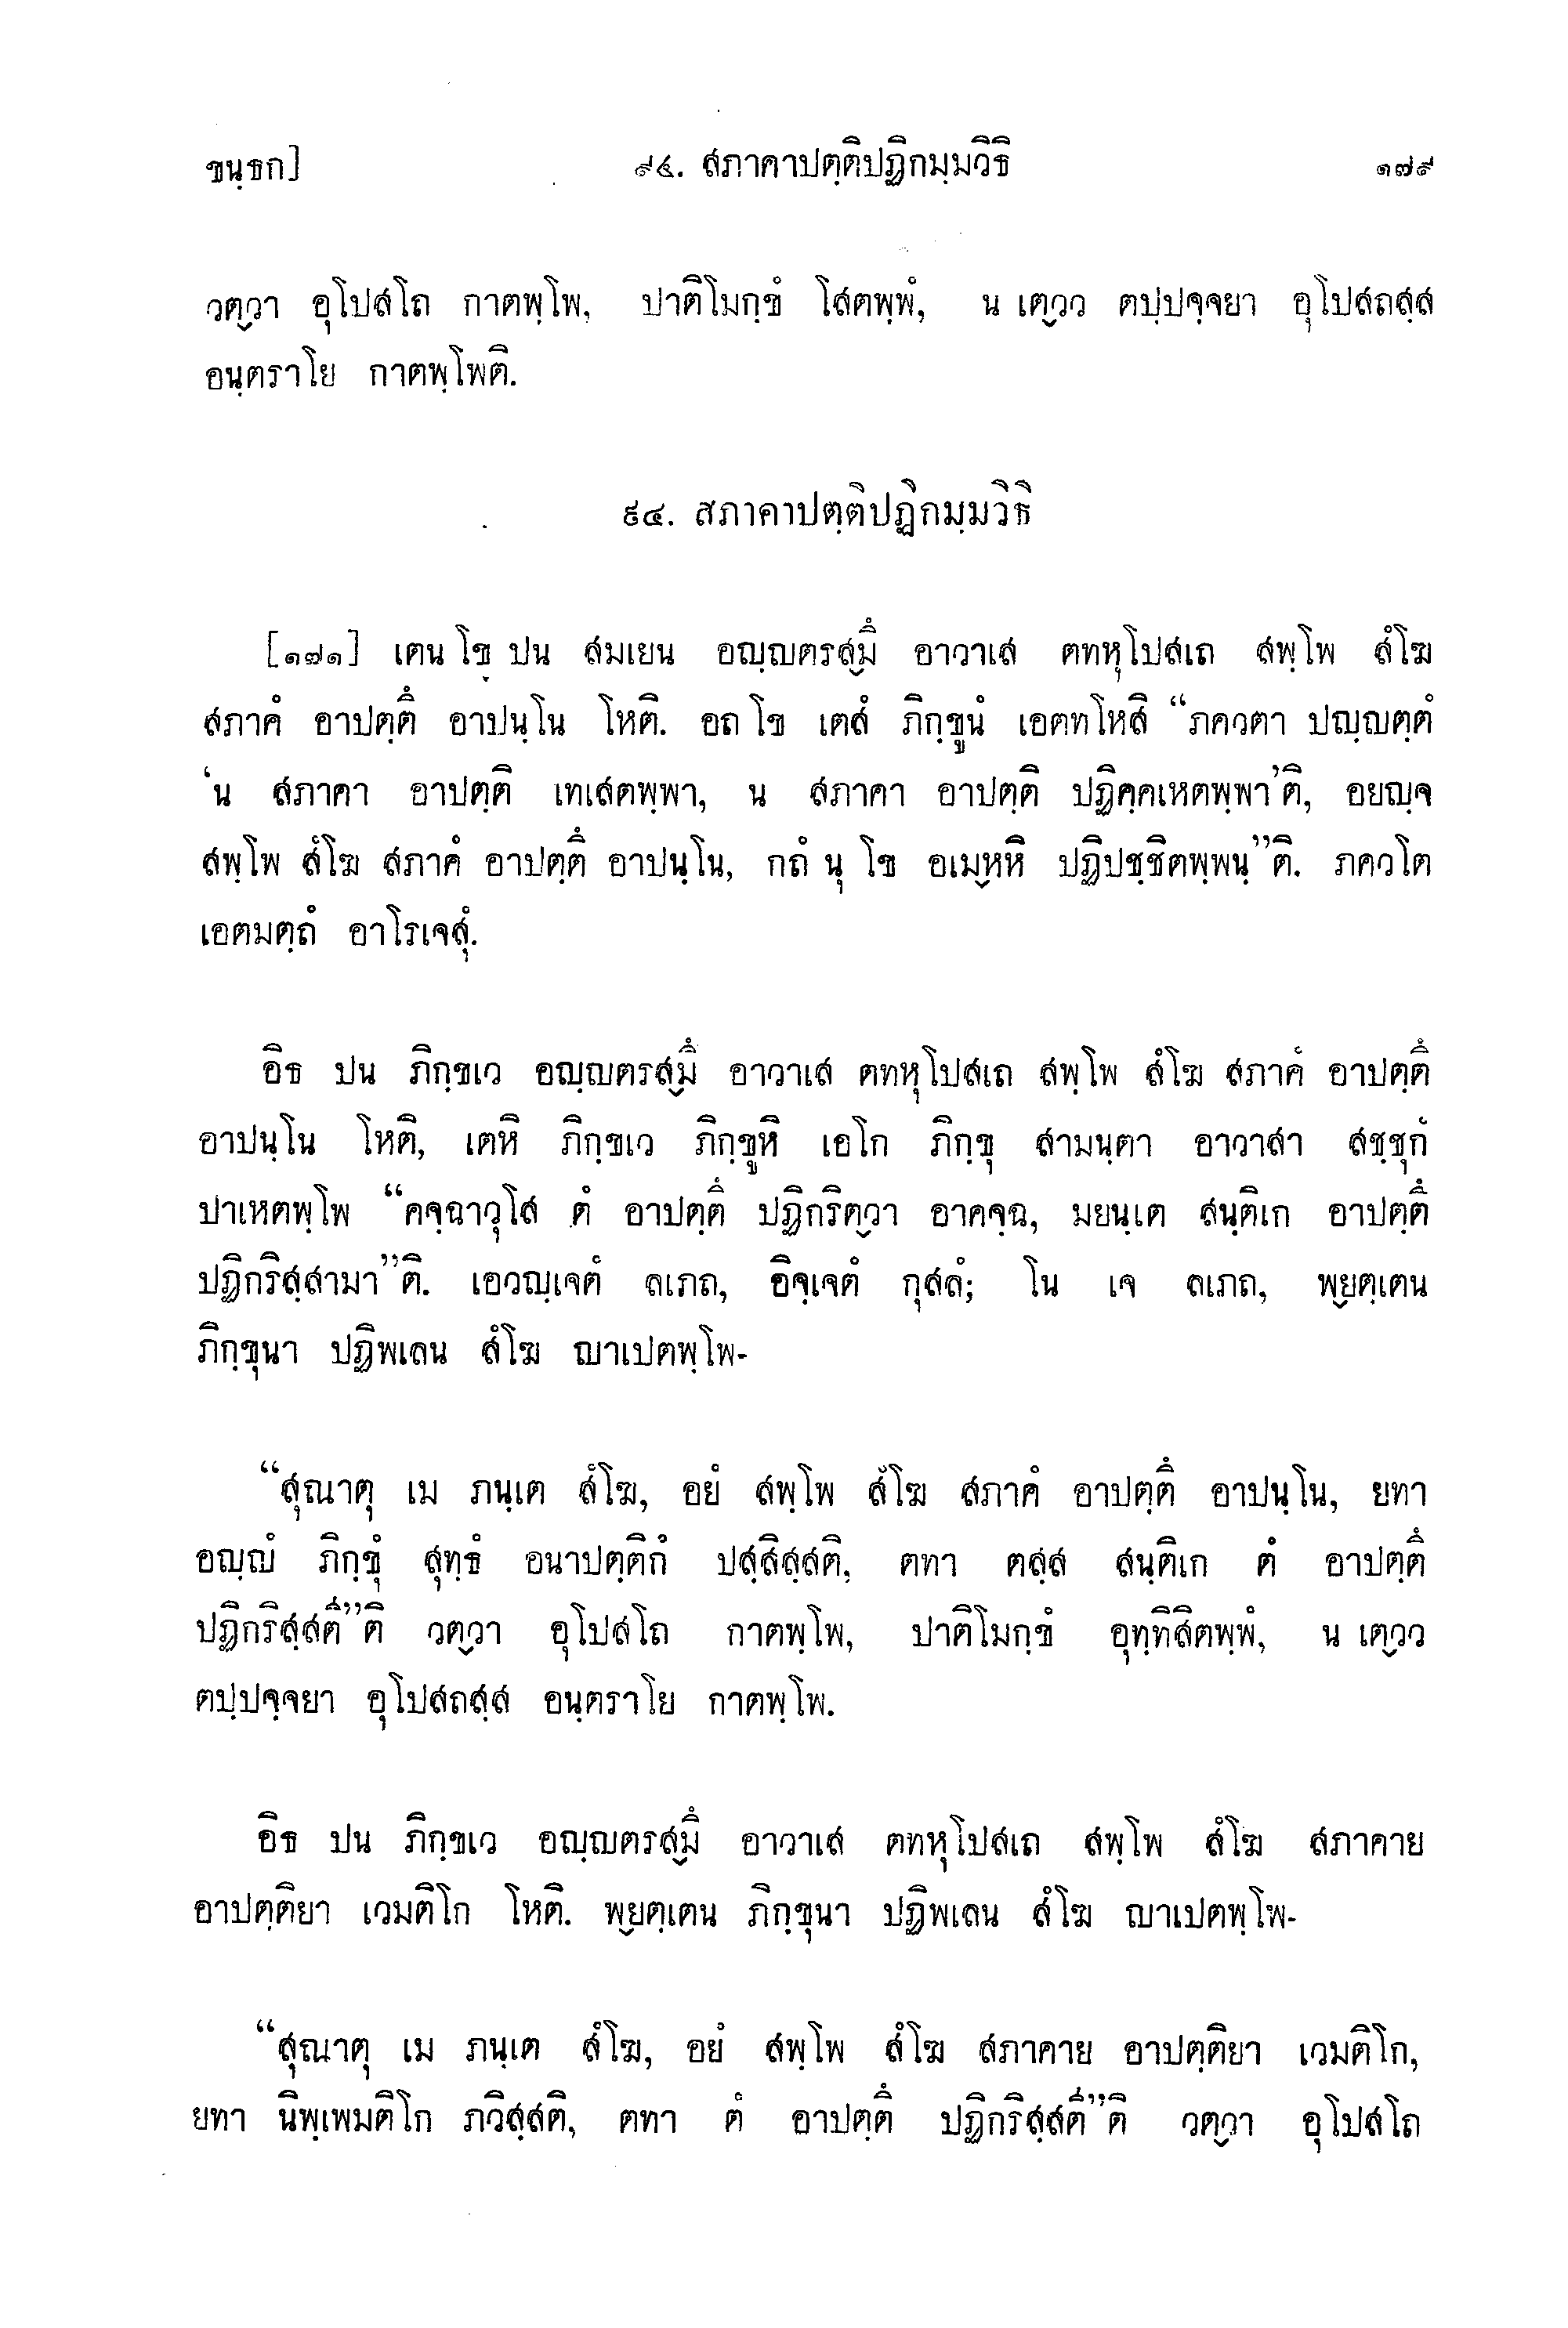 ขนฺธก]
๙๔. สภาคาปตฺติปฏิกมฺมวิธิ
๑๗๙
วตฺวา อุโปสโถ กาตพฺโพ, ปาติโมกฺขํ โสตพฺพํ, น เตฺวว ตปฺปจฺจยา อุโปสถสฺส
อนฺตราโย กาตพฺโพติ.
๙๔. สภาคาปตฺติปฏิกมฺมวิธิ
[๑๗๑] เตน โข ปน สมเยน อญฺญตรสฺมิํ อาวาเส ตทหุโปสเถ สพฺโพ สํโฆ
สภาคํ อาปตฺติํ อาปนฺโน โหติ. อถ โข เตสํ ภิกฺขูนํ เอตทโหสิ “ภควตา ปญฺญตฺตํ
‘น สภาคา อาปตฺติ เทเสตพฺพา, น สภาคา อาปตฺติ ปฏิคฺคเหตพฺพา’ติ, อยญฺจ
สพฺโพ สํโฆ สภาคํ อาปตฺติํ อาปนฺโน, กถํ นุ โข อเมฺหหิ ปฏิปชฺชิตพฺพนฺ”ติ. ภควโต
เอตมตฺถํ อาโรเจสุํ.
อิธ ปน ภิกฺขเว อญฺญตรสฺมิํ อาวาเส ตทหุโปสเถ สพฺโพ สํโฆ สภาคํ อาปตฺติํ
อาปนฺโน โหติ, เตหิ ภิกฺขเว ภิกฺขูหิ เอโก ภิกฺขุ สามนฺตา อาวาสา สชฺชุกํ
ปาเหตพฺโพ “คจฺฉาวุโส ตํ อาปตฺติํ ปฏิกริตฺวา อาคจฺฉ, มยนฺเต สนฺติเก อาปตฺติํ
ปฏิกริสฺสามา”ติ. เอวญฺเจตํ ลเภถ, อิจฺเจตํ กุสลํ; โน เจ ลเภถ, พฺยตฺเตน
ภิกฺขุนา ปฏิพเลน สํโฆ ญาเปตพฺโพ-
“สุณาตุ เม ภนฺเต สํโฆ, อยํ สพฺโพ สํโฆ สภาคํ อาปตฺติํ อาปนฺโน, ยทา
อญฺญํ ภิกฺขุํ สุทฺธํ อนาปตฺติกํ ปสฺสิสฺสติ, ตทา ตสฺส สนฺติเก ตํ อาปตฺติํ
ปฏิกริสฺสตี”ติ วตฺวา อุโปสโถ กาตพฺโพ, ปาติโมกฺขํ อุทฺทิสิตพฺพํ, น เตฺวว
ตปฺปจฺจยา อุโปสถสฺส อนฺตราโย กาตพฺโพ.
อิธ ปน ภิกฺขเว อญฺญตรสฺมิํ อาวาเส ตทหุโปสเถ สพฺโพ สํโฆ สภาคาย
อาปตฺติยา เวมติโก โหติ. พฺยตฺเตน ภิกฺขุนา ปฏิพเลน สํโฆ ญาเปตพฺโพ-
“สุณาตุ เม ภนฺเต สํโฆ, อยํ สพฺโพ สํโฆ สภาคาย อาปตฺติยา เวมติโก,
ยทา นิพฺเพมติโก ภวิสฺสติ, ตทา ตํ อาปตฺติํ ปฏิกริสฺสตี”ติ วตฺวา อุโปสโถ